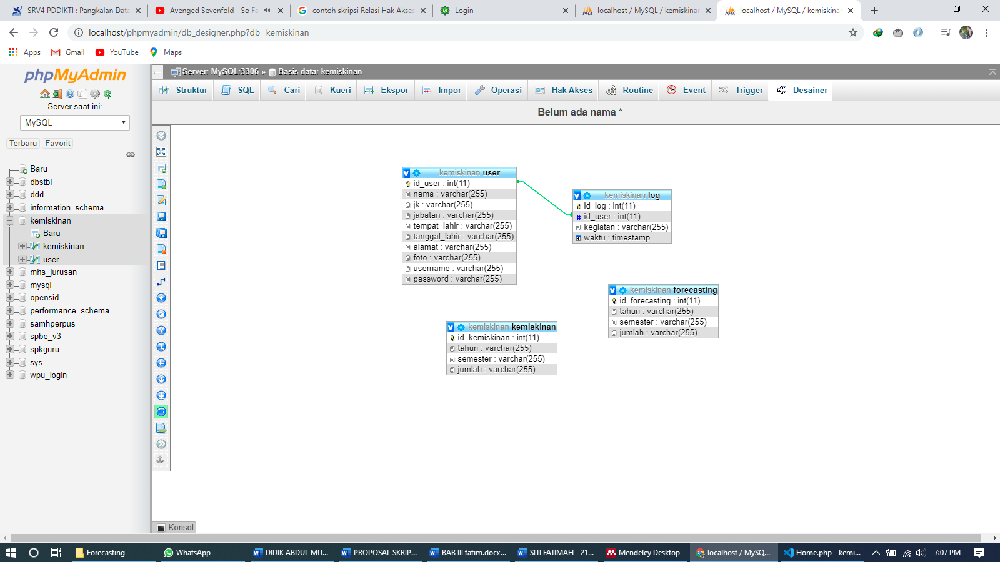 SRV4 PDDIKTI : Pangkalan Data
Avenged Sevenfold - So Fa
contoh skripsi Relasi Hak Akses
Login
localhost / MySQL / kemiskinan
localhost / MySQL / kemiskinan
localhost/phpmyadmin/db_designer.php?db=kemiskinan
Apps
Gmail
YouTube
Maps
phpMyAdmin
Server saat ini:
MySQL
Terbaru
Favorit
Baru
dbstbi
ddd
information_schema
kemiskinan
Baru
kemiskinan
user
mhs_jurusan
mysql
opensid
performance_schema
samhperpus
spbe_v3
spkguru
sys
wpu_login
Server: MySQL:3306 » Basis data: kemiskinan
Struktur
SQL
Cari
Kueri
Ekspor
Impor
Operasi
Hak Akses
Routine
Event
Trigger
Desainer
Belum ada nama *
kemiskinan user
id_user : int(11)
nama : varchar(255)
jk : varchar(255)
jabatan : varchar(255)
tempat_lahir : varchar(255)
tanggal_lahir : varchar(255)
alamat : varchar(255)
foto : varchar(255)
username : varchar(255)
password : varchar(255)
kemiskinan log
id_log : int(11)
id_user : int(11)
kegiatan : varchar(255)
waktu : timestamp
kemiskinan forecasting
id_forecasting : int(11)
tahun : varchar(255)
semester : varchar(255)
jumlah : varchar(255)
kemiskinan kemiskinan
id_kemiskinan : int(11)
tahun : varchar(255)
semester : varchar(255)
jumlah : varchar(255)
Konsol
Forecasting
WhatsApp
DIDIK ABDUL MU...
PROPOSAL SKRIP...
BAB III fatim.docx...
SITI FATIMAH - 21...
Mendeley Desktop
localhost / MySQ...
Home.php - kemi...
7:07 PM